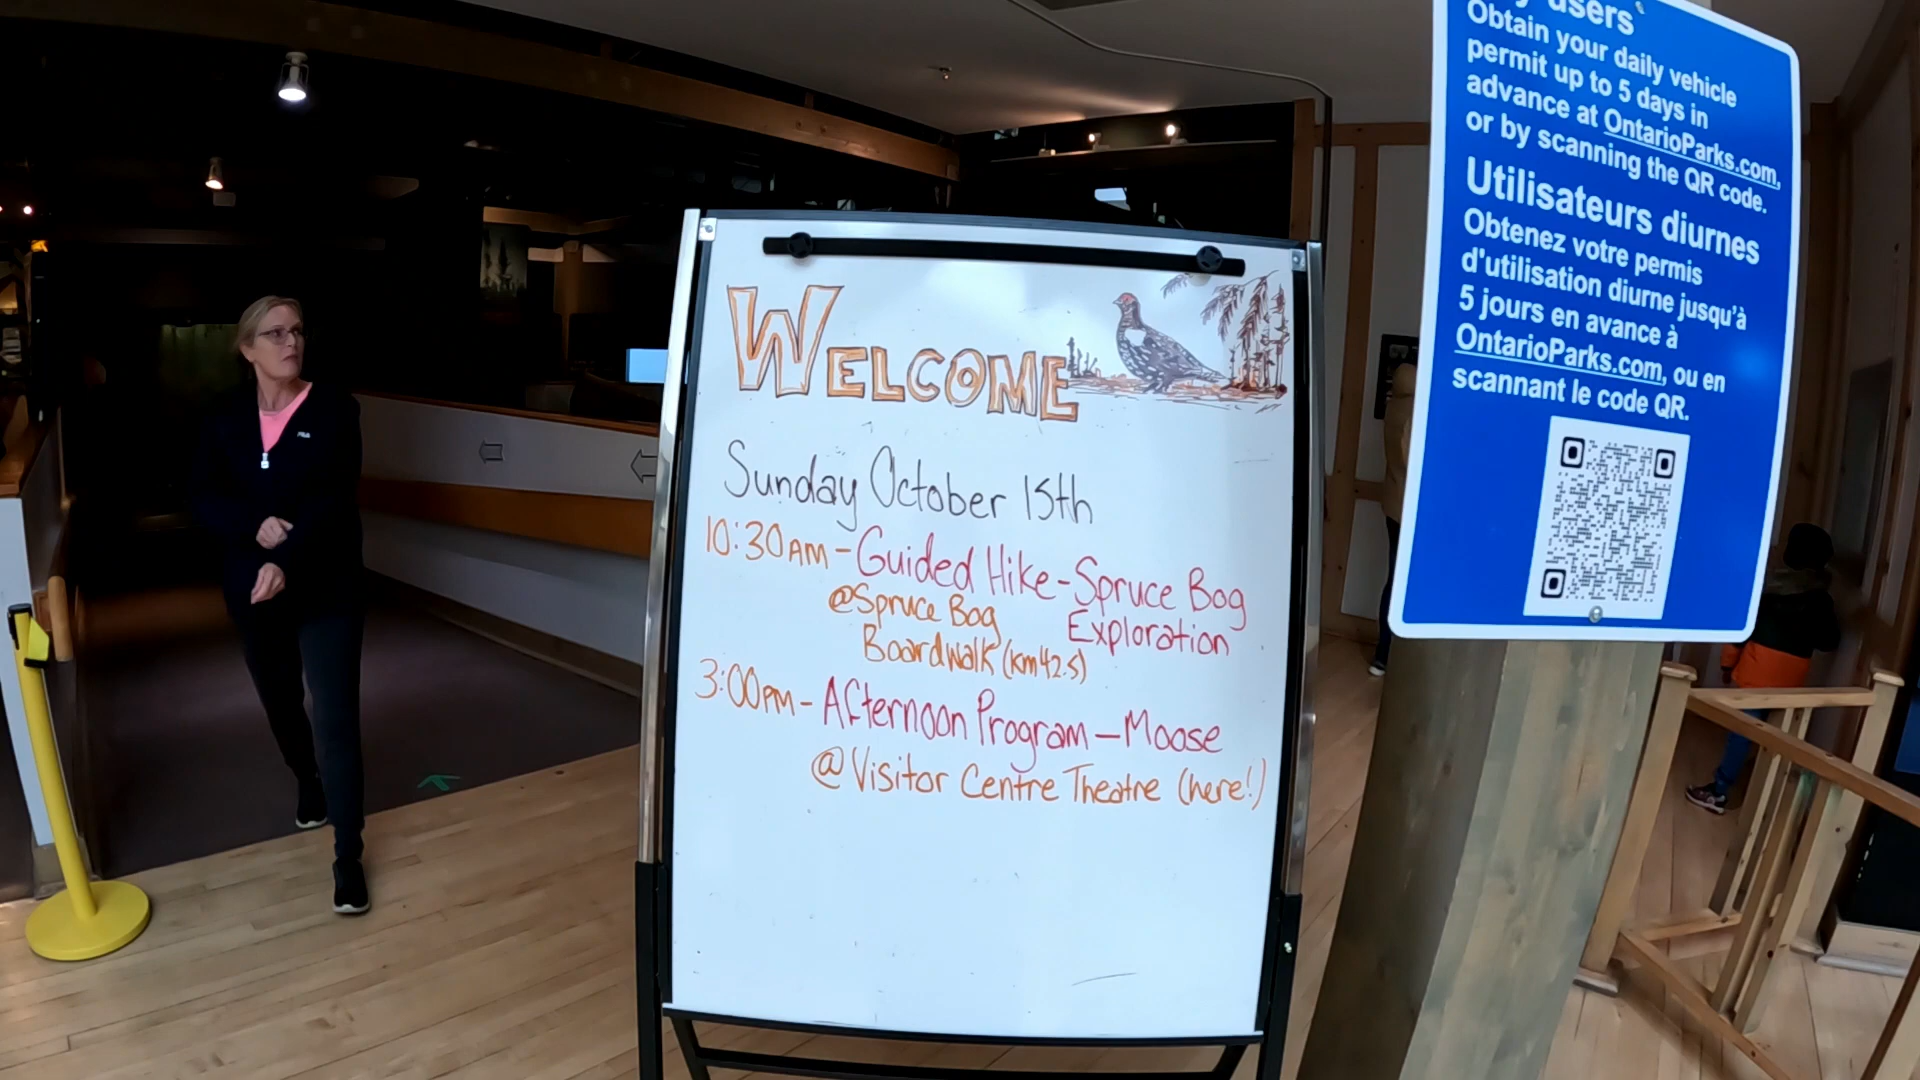 WELCOME
Sunday October 15th
10:30AM - Guided Hike - Spruce Bog
Exploration
@Spruce Bog
Boardwalk (km42.5)
3:00PM - Afternoon Program - Moose
@ Visitor Centre Theatre (here!)
users
Obtain your daily vehicle
permit up to 5 days in
advance at OntarioParks.com,
or by scanning the QR code.
Utilisateurs diurnes
Obtenez votre permis
d'utilisation diurne jusqu'à
5 jours en avance à
OntarioParks.com, ou en
scannant le code QR.
FILA